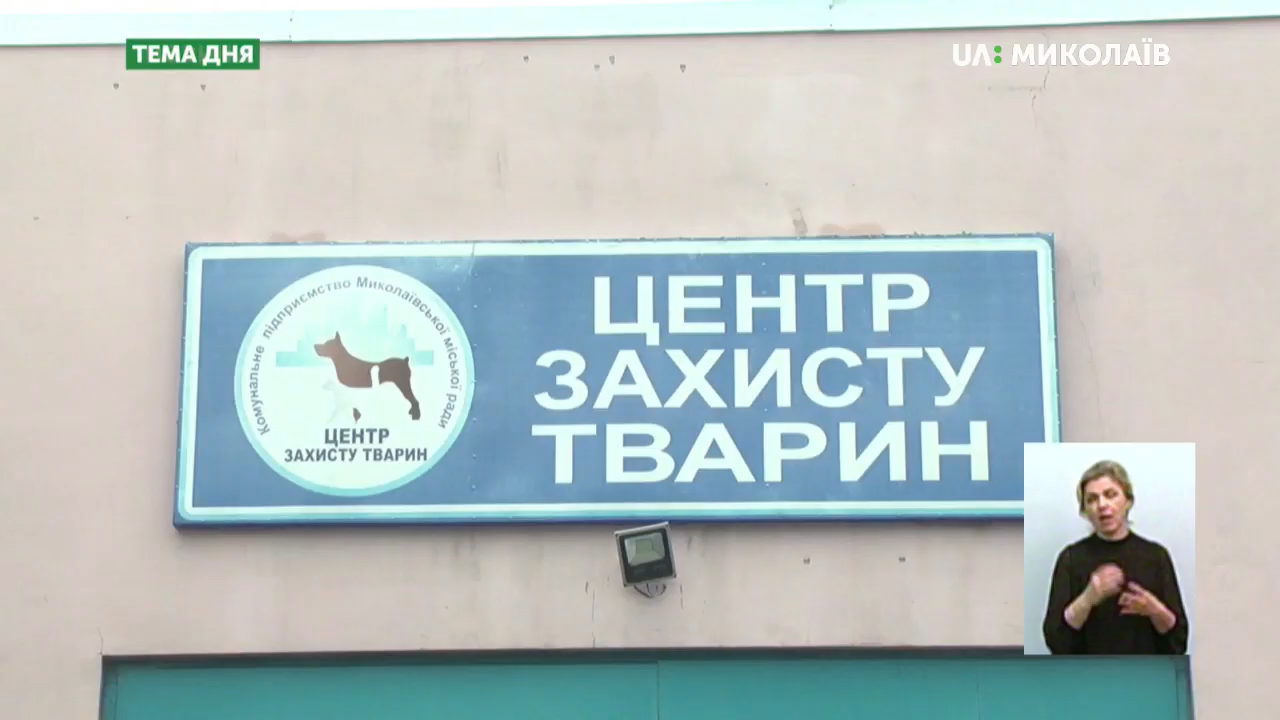 ТЕМА ДНЯ
UA: МИКОЛАЇВ
Комунальне підприємство Миколаївської міської ради
ЦЕНТР
ЗАХИСТУ ТВАРИН
ЦЕНТР
ЗАХИСТУ
ТВАРИН